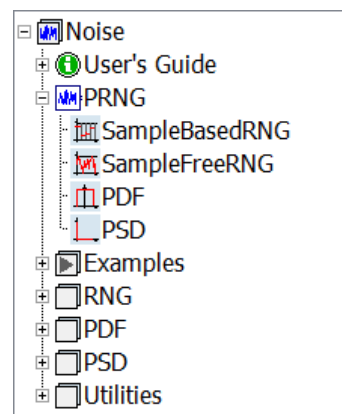 Noise
User's Guide
PRNG
SampleBasedRNG
SampleFreeRNG
PDF
PSD
Examples
RNG
PDF
PSD
Utilities